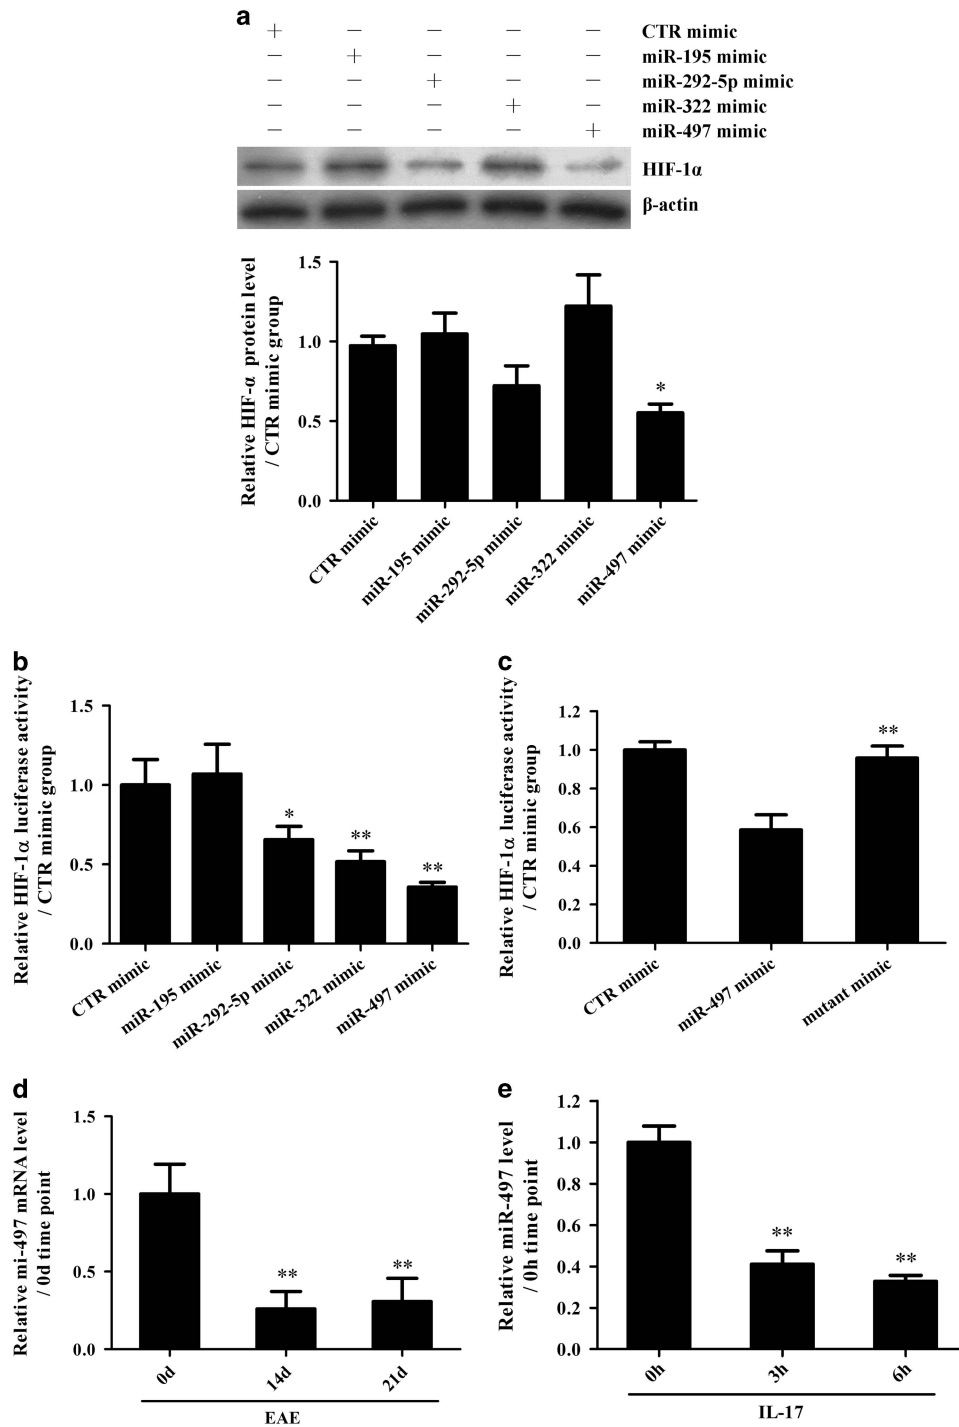 a
+ — — — — CTR mimic
— + — — — miR-195 mimic
— — + — — miR-292-5p mimic
— — — + — miR-322 mimic
— — — — + miR-497 mimic
HIF-1α
β-actin
Relative HIF-α protein level
/ CTR mimic group
1.5
1.0
0.5
0.0
*
CTR mimic
miR-195 mimic
miR-292-5p mimic
miR-322 mimic
miR-497 mimic
b
Relative HIF-1α luciferase activity
/ CTR mimic group
1.5
1.0
0.5
0.0
*
**
**
CTR mimic
miR-195 mimic
miR-292-5p mimic
miR-322 mimic
miR-497 mimic
c
Relative HIF-1α luciferase activity
/ CTR mimic group
1.2
1.0
0.8
0.6
0.4
0.2
0.0
**
CTR mimic
miR-497 mimic
mutant mimic
d
Relative mi-497 mRNA level
/ 0d time point
1.5
1.0
0.5
0.0
**
**
0d
14d
21d
EAE
e
Relative miR-497 level
/ 0h time point
1.2
1.0
0.8
0.6
0.4
0.2
0.0
**
**
0h
3h
6h
IL-17